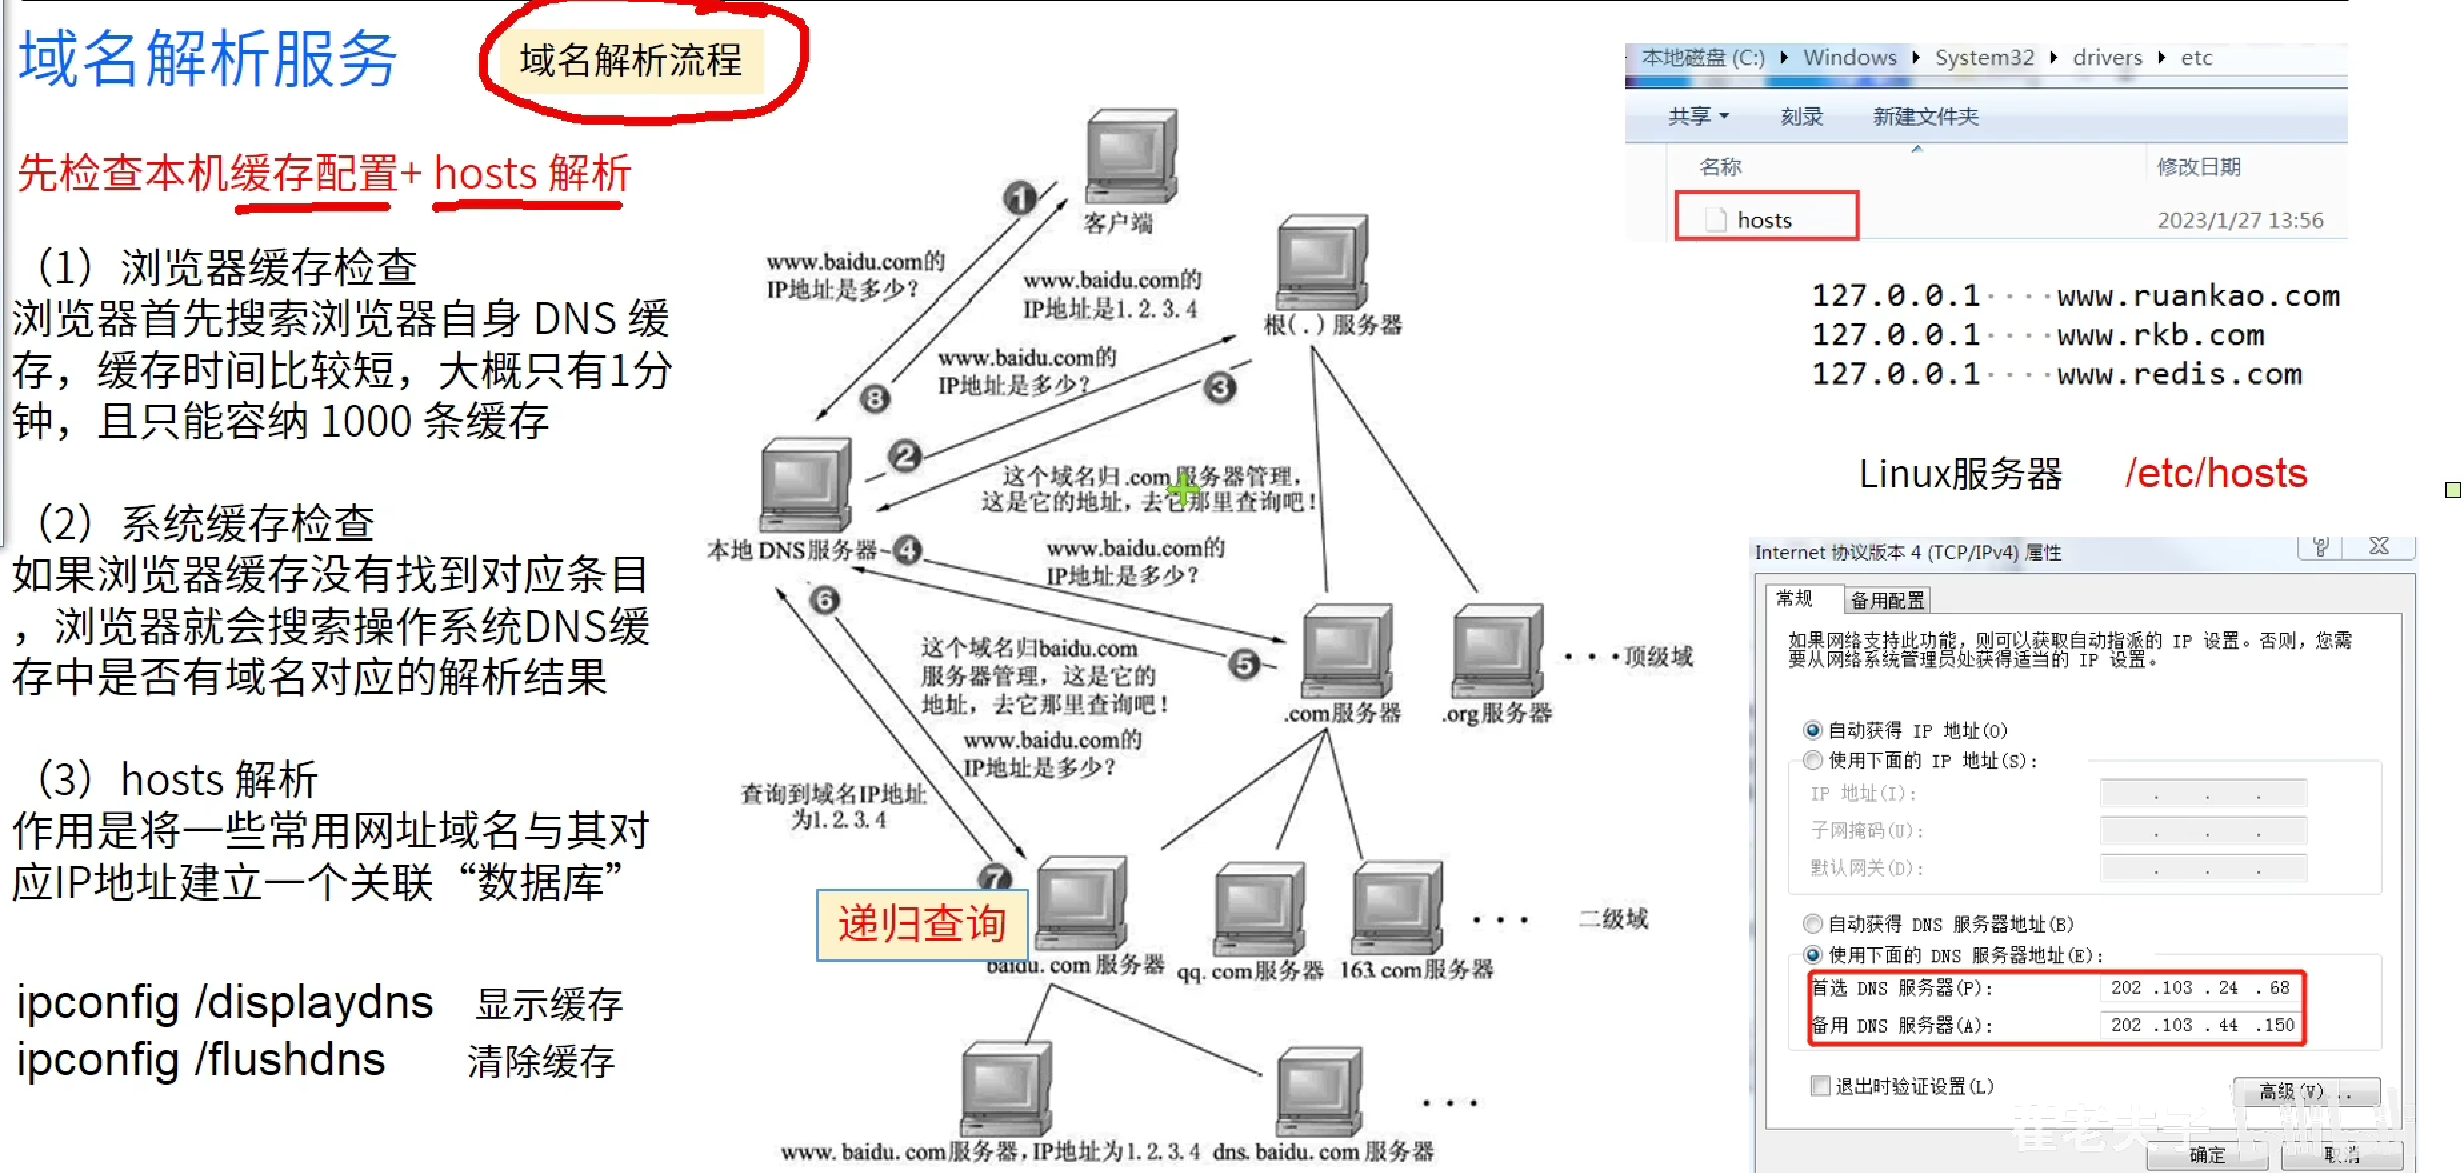 域名解析服务
域名解析流程
先检查本机缓存配置+ hosts 解析
（1）浏览器缓存检查
浏览器首先搜索浏览器自身 DNS 缓
存，缓存时间比较短，大概只有1分
钟，且只能容纳 1000 条缓存
（2）系统缓存检查
如果浏览器缓存没有找到对应条目
，浏览器就会搜索操作系统DNS缓
存中是否有域名对应的解析结果
（3）hosts 解析
作用是将一些常用网址域名与其对
应IP地址建立一个关联“数据库”
ipconfig /displaydns 显示缓存
ipconfig /flushdns 清除缓存
客户端
1
www.baidu.com的
IP地址是多少？
www.baidu.com的
IP地址是1.2.3.4
根(.)服务器
8
www.baidu.com的
IP地址是多少？
3
2
这个域名归 .com 服务器管理，
这是它的地址，去它那里查询吧！
本地 DNS服务器
4
www.baidu.com的
IP地址是多少？
6
5
这个域名归baidu.com
服务器管理，这是它的
地址，去它那里查询吧！
.com服务器
.org服务器
···顶级域
www.baidu.com的
IP地址是多少？
查询到域名IP地址
为1.2.3.4
7
递归查询
baidu.com 服务器
qq.com服务器
163.com服务器
··· 二级域
www.baidu.com服务器,IP地址为1.2.3.4
dns.baidu.com 服务器
···
本地磁盘 (C:) Windows System32 drivers etc
共享 刻录 新建文件夹
名称 修改日期
hosts 2023/1/27 13:56
127.0.0.1····www.ruankao.com
127.0.0.1····www.rkb.com
127.0.0.1····www.redis.com
Linux服务器 /etc/hosts
Internet 协议版本 4 (TCP/IPv4) 属性
常规 备用配置
如果网络支持此功能，则可以获取自动指派的 IP 设置。否则，您需
要从网络系统管理员处获得适当的 IP 设置。
自动获得 IP 地址(O)
使用下面的 IP 地址(S):
IP 地址(I):
子网掩码(U):
默认网关(D):
自动获得 DNS 服务器地址(B)
使用下面的 DNS 服务器地址(E):
首选 DNS 服务器(P): 202 .103 . 24 . 68
备用 DNS 服务器(A): 202 .103 . 44 .150
退出时验证设置(L)
高级(V)...
崔老夫子
确定 取消